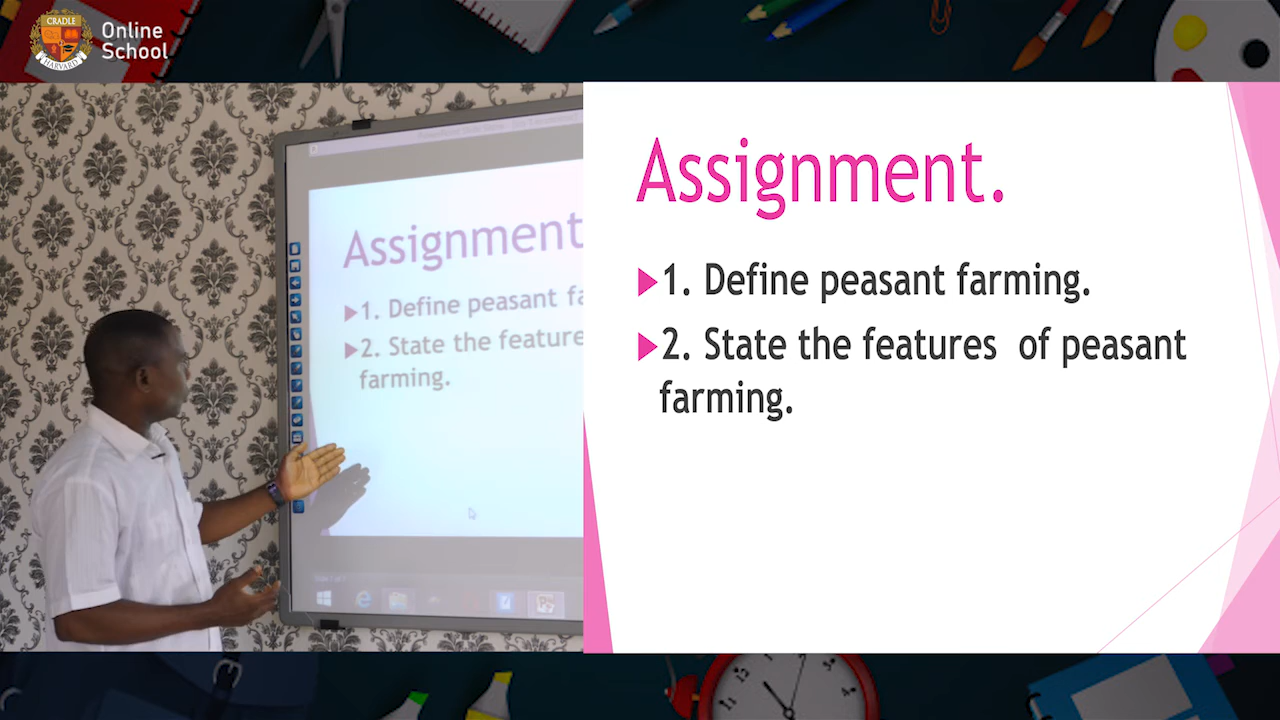 CRADLE
HARVARD
Online
School
Assignment
1. Define peasant fa
2. State the feature
farming.
Assignment.
1. Define peasant farming.
2. State the features of peasant
farming.